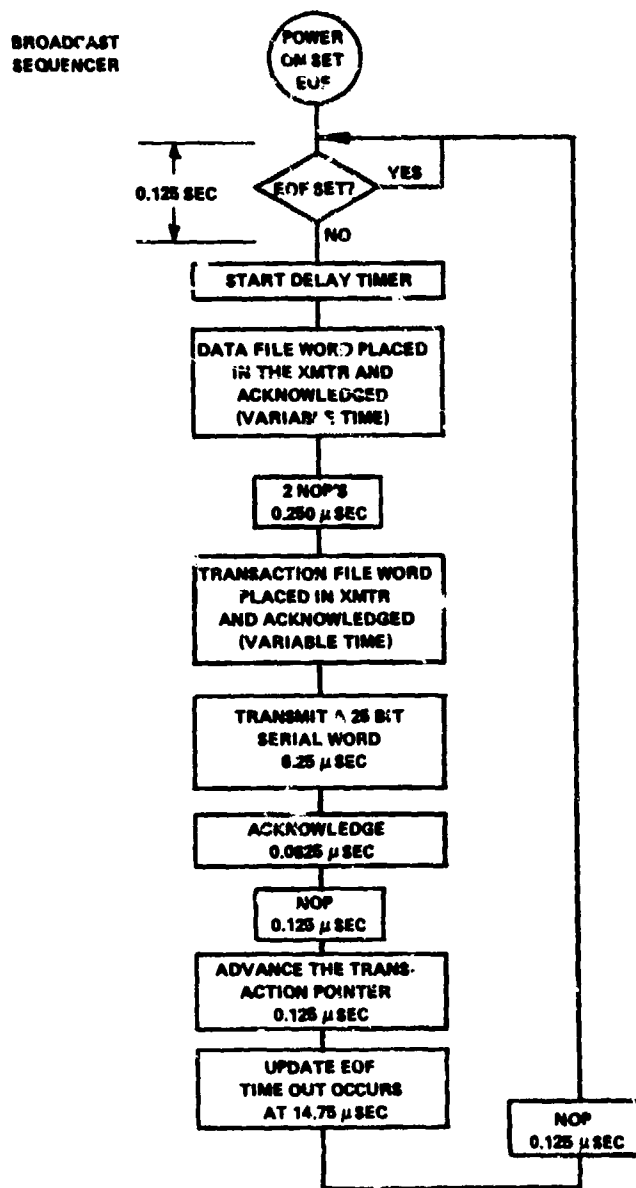 BROADCAST
SEQUENCER
POWER
ON SET
EOF
0.125 SEC
EOF SET?
YES
NO
START DELAY TIMER
DATA FILE WORD PLACED
IN THE XMTR AND
ACKNOWLEDGED
(VARIABLE TIME)
2 NOP'S
0.250 μ SEC
TRANSACTION FILE WORD
PLACED IN XMTR
AND ACKNOWLEDGED
(VARIABLE TIME)
TRANSMIT A 25 BIT
SERIAL WORD
6.25 μ SEC
ACKNOWLEDGE
0.0625 μ SEC
NOP
0.125 μ SEC
ADVANCE THE TRANS-
ACTION POINTER
0.125 μ SEC
UPDATE EOF
TIME OUT OCCURS
AT 14.75 μ SEC
NOP
0.125 μ SEC